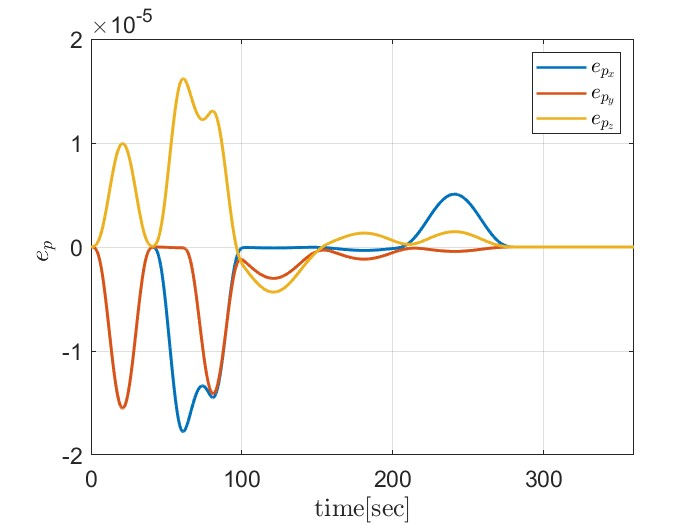 ×10-5
2
1
0
-1
-2
0
100
200
300
time[sec]
e_p
e_{p_x}
e_{p_y}
e_{p_z}